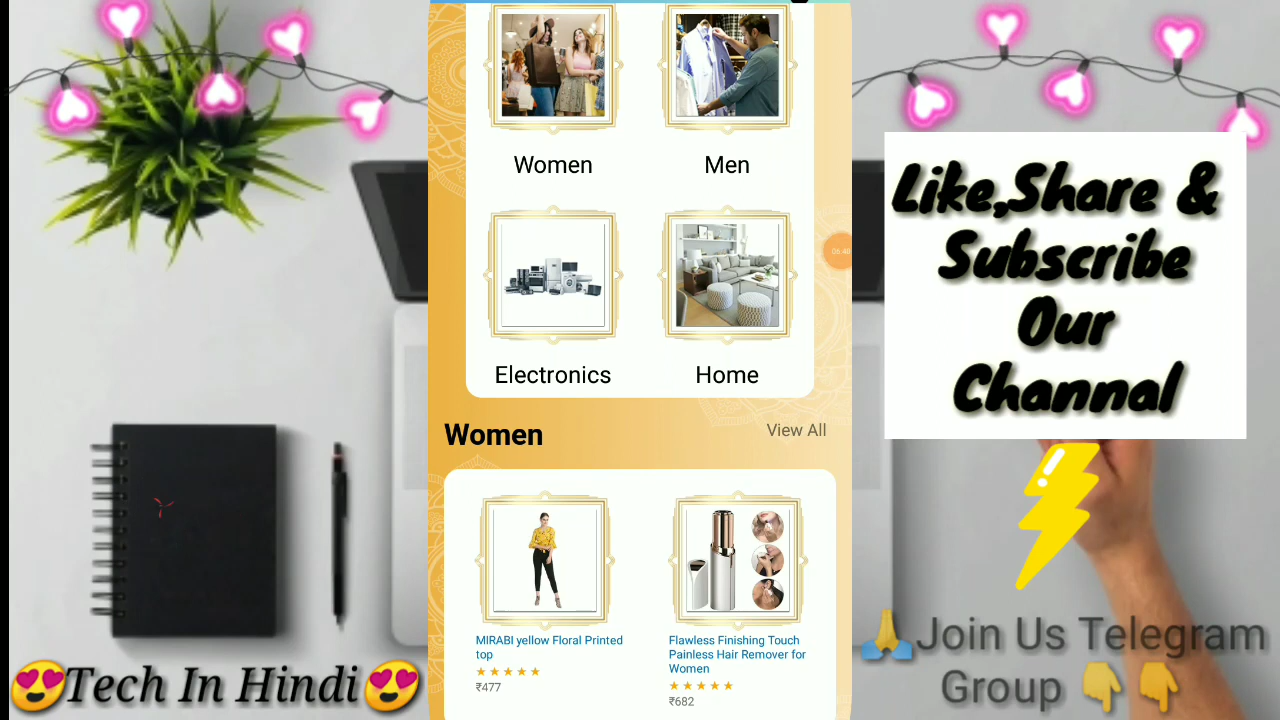 Women
Men
Electronics
Home
Women
View All
MIRABI yellow Floral Printed
top
₹477
Flawless Finishing Touch
Painless Hair Remover for
Women
₹682
Like,Share &
Subscribe
Our
Channal
Join Us Telegram
Group
Tech In Hindi